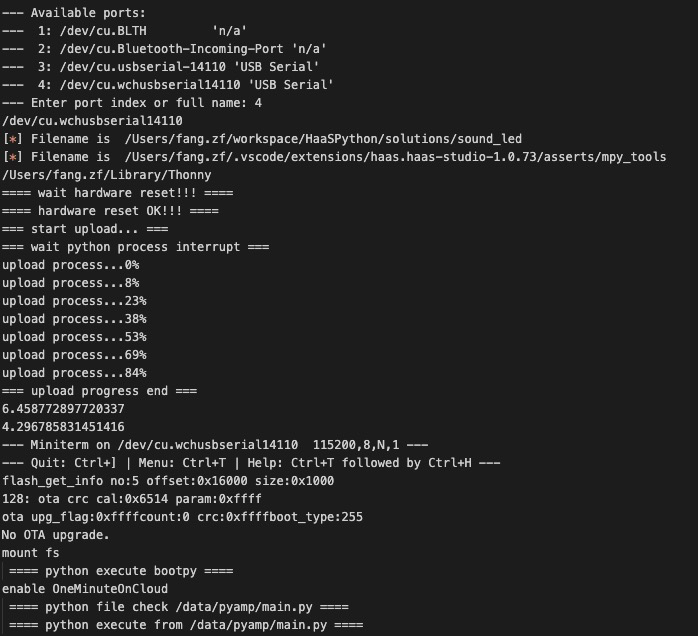 --- Available ports:
---  1: /dev/cu.BLTH         'n/a'
---  2: /dev/cu.Bluetooth-Incoming-Port 'n/a'
---  3: /dev/cu.usbserial-14110 'USB Serial'
---  4: /dev/cu.wchusbserial14110 'USB Serial'
--- Enter port index or full name: 4
/dev/cu.wchusbserial14110
[*] Filename is  /Users/fang.zf/workspace/HaaSPython/solutions/sound_led
[*] Filename is  /Users/fang.zf/.vscode/extensions/haas.haas-studio-1.0.73/asserts/mpy_tools
/Users/fang.zf/Library/Thonny
==== wait hardware reset!!! ====
==== hardware reset OK!!! ====
=== start upload... ===
=== wait python process interrupt ===
upload process...0%
upload process...8%
upload process...23%
upload process...38%
upload process...53%
upload process...69%
upload process...84%
=== upload progress end ===
6.458772897720337
4.296785831451416
--- Miniterm on /dev/cu.wchusbserial14110  115200,8,N,1 ---
--- Quit: Ctrl+] | Menu: Ctrl+T | Help: Ctrl+T followed by Ctrl+H ---
flash_get_info no:5 offset:0x16000 size:0x1000
128: ota crc cal:0x6514 param:0xffff
ota upg_flag:0xffffcount:0 crc:0xffffboot_type:255
No OTA upgrade.
mount fs
 ==== python execute bootpy ====
enable OneMinuteOnCloud
 ==== python file check /data/pyamp/main.py ====
 ==== python execute from /data/pyamp/main.py ====